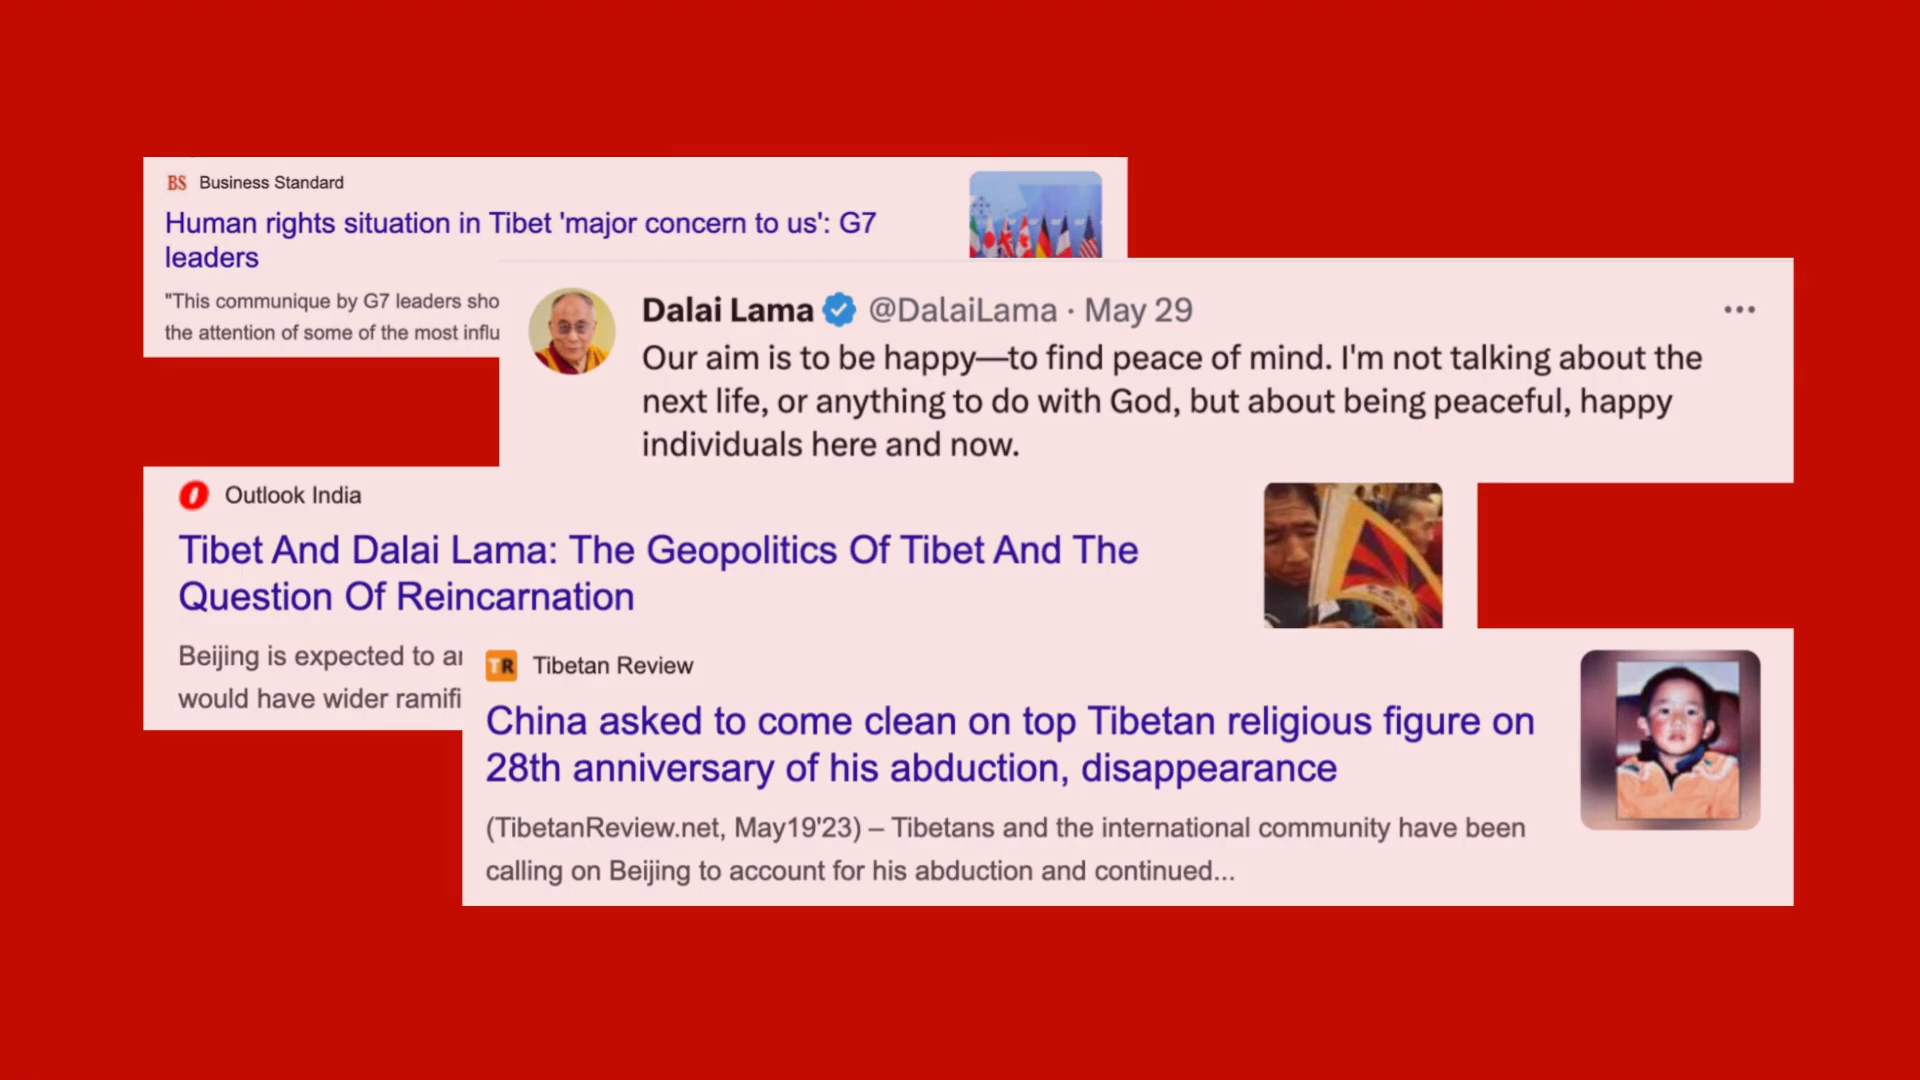 BS Business Standard
Human rights situation in Tibet 'major concern to us': G7
leaders
"This communique by G7 leaders
the attention of some of the most
Dalai Lama @DalaiLama · May 29
Our aim is to be happy—to find peace of mind. I'm not talking about the
next life, or anything to do with God, but about being peaceful, happy
individuals here and now.
Outlook India
Tibet And Dalai Lama: The Geopolitics Of Tibet And The
Question Of Reincarnation
Beijing is expected to
would have wider
TR Tibetan Review
China asked to come clean on top Tibetan religious figure on
28th anniversary of his abduction, disappearance
(TibetanReview.net, May19'23) – Tibetans and the international community have been
calling on Beijing to account for his abduction and continued...